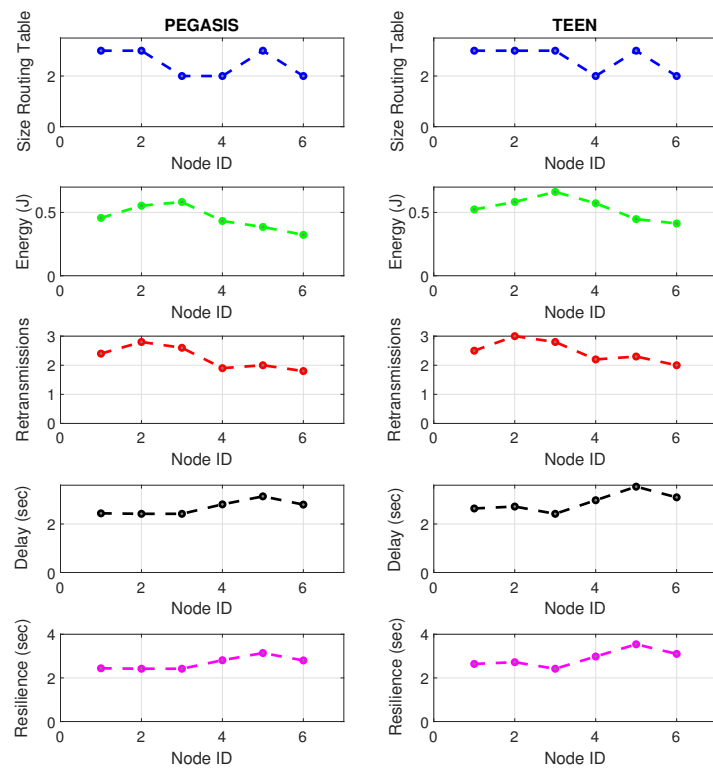 PEGASIS
Size Routing Table
2
0
0 2 4 6
Node ID
TEEN
Size Routing Table
2
0
0 2 4 6
Node ID
Energy (J)
0.5
0
0 2 4 6
Node ID
Energy (J)
0.5
0
0 2 4 6
Node ID
Retransmissions
3
2
1
0
0 2 4 6
Node ID
Retransmissions
3
2
1
0
0 2 4 6
Node ID
Delay (sec)
2
0
0 2 4 6
Node ID
Delay (sec)
2
0
0 2 4 6
Node ID
Resilience (sec)
4
2
0
0 2 4 6
Node ID
Resilience (sec)
4
2
0
0 2 4 6
Node ID